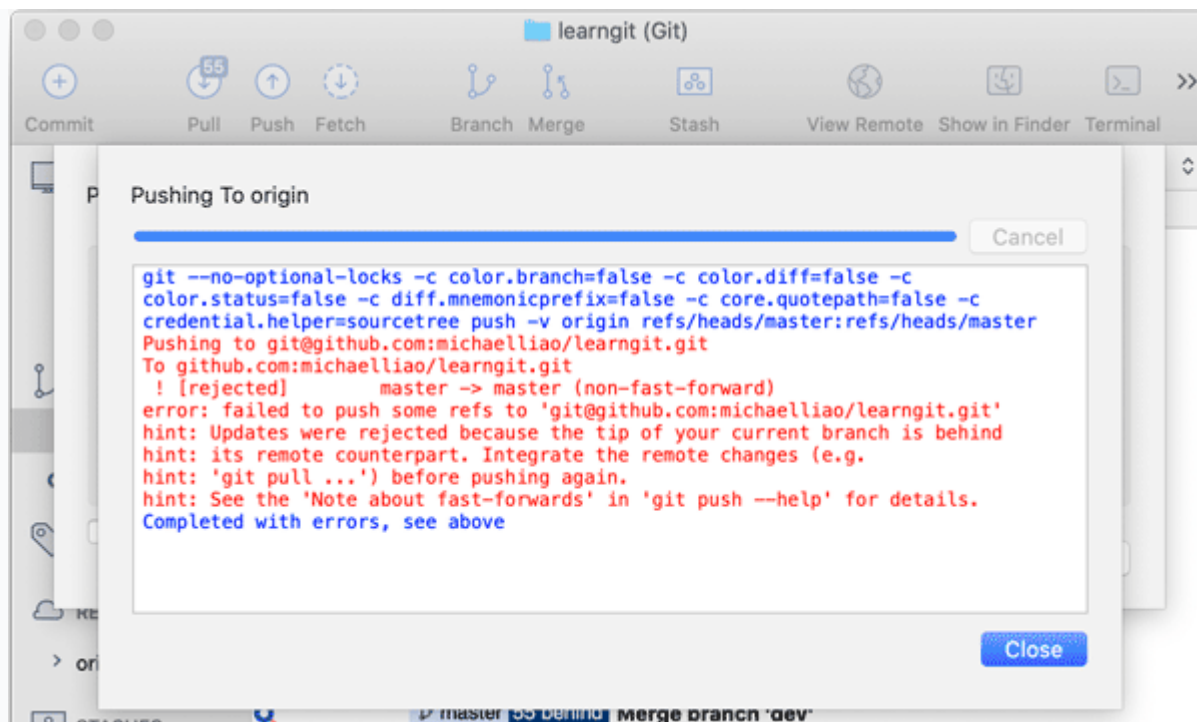 learngit (Git)
55
Commit Pull Push Fetch Branch Merge Stash View Remote Show in Finder Terminal
P
Pushing To origin
Cancel
git --no-optional-locks -c color.branch=false -c color.diff=false -c
color.status=false -c diff.mnemonicprefix=false -c core.quotepath=false -c
credential.helper=sourcetree push -v origin refs/heads/master:refs/heads/master
Pushing to git@github.com:michaelliao/learngit.git
To github.com:michaelliao/learngit.git
! [rejected]        master -> master (non-fast-forward)
error: failed to push some refs to 'git@github.com:michaelliao/learngit.git'
hint: Updates were rejected because the tip of your current branch is behind
hint: its remote counterpart. Integrate the remote changes (e.g.
hint: 'git pull ...') before pushing again.
hint: See the 'Note about fast-forwards' in 'git push --help' for details.
Completed with errors, see above
RE
Close
ori
STASHES master 55 behind Merge branch 'dev'